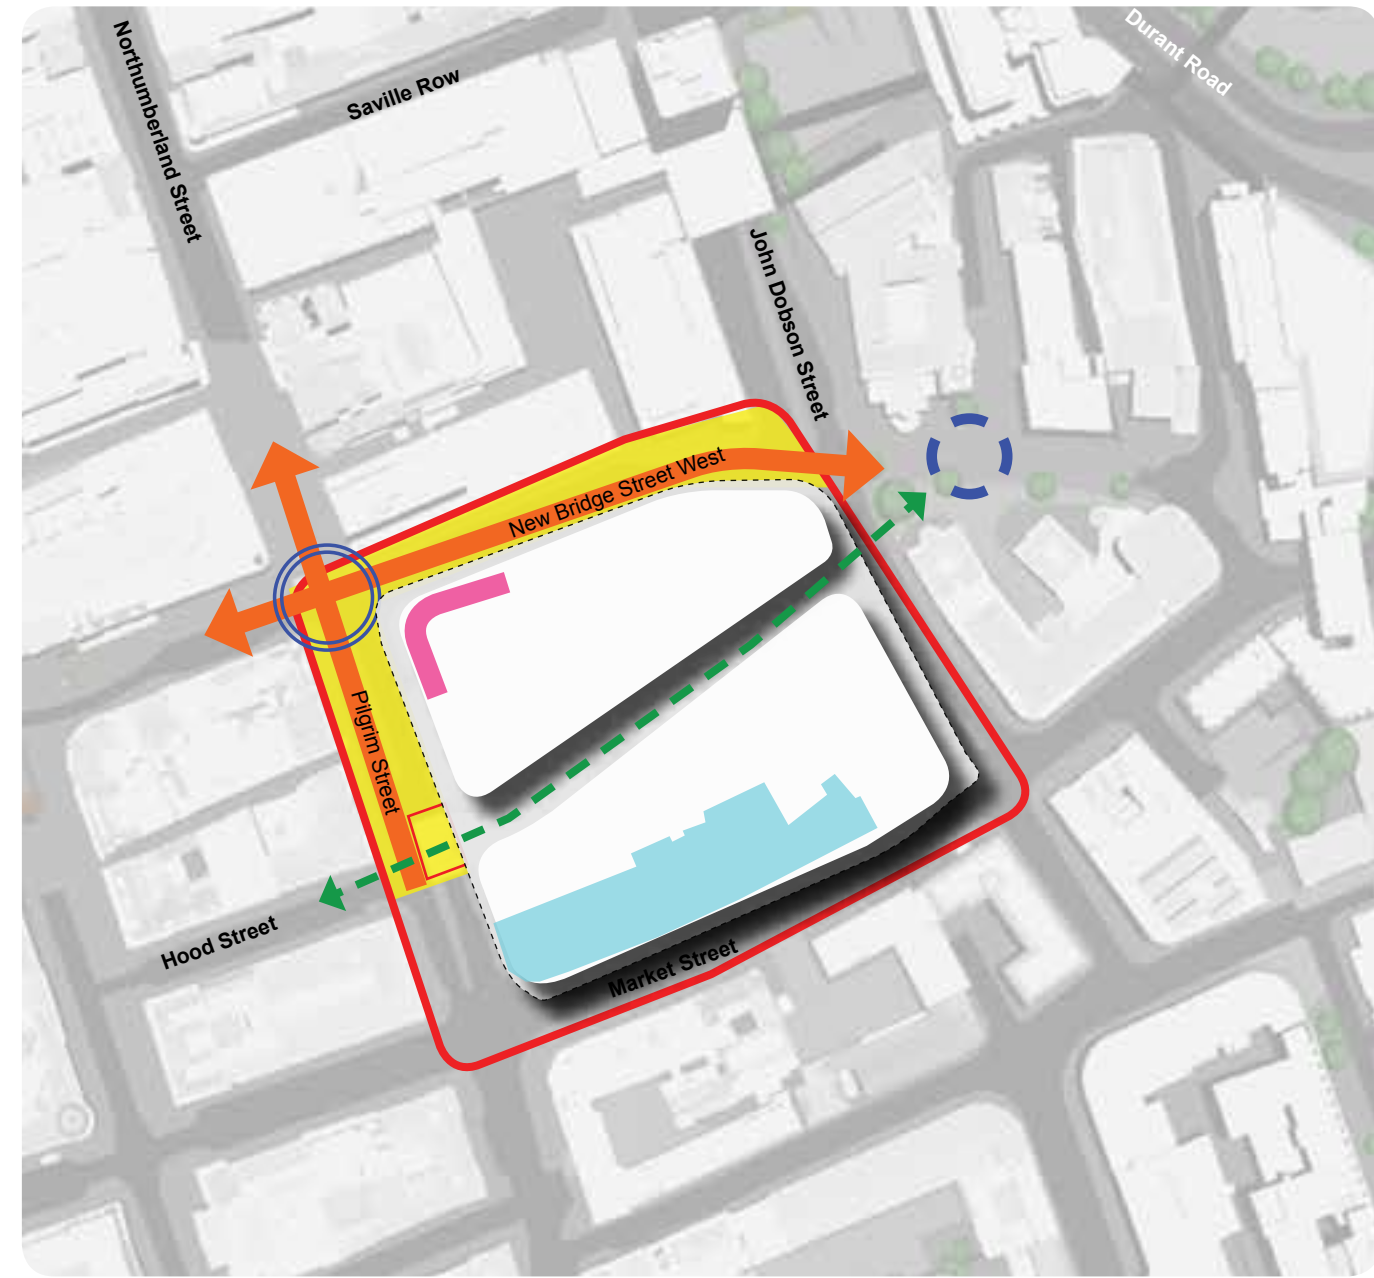 Durant Road
Northumberland Street
Saville Row
John Dobson Street
New Bridge Street West
Pilgrim Street
Hood Street
Market Street